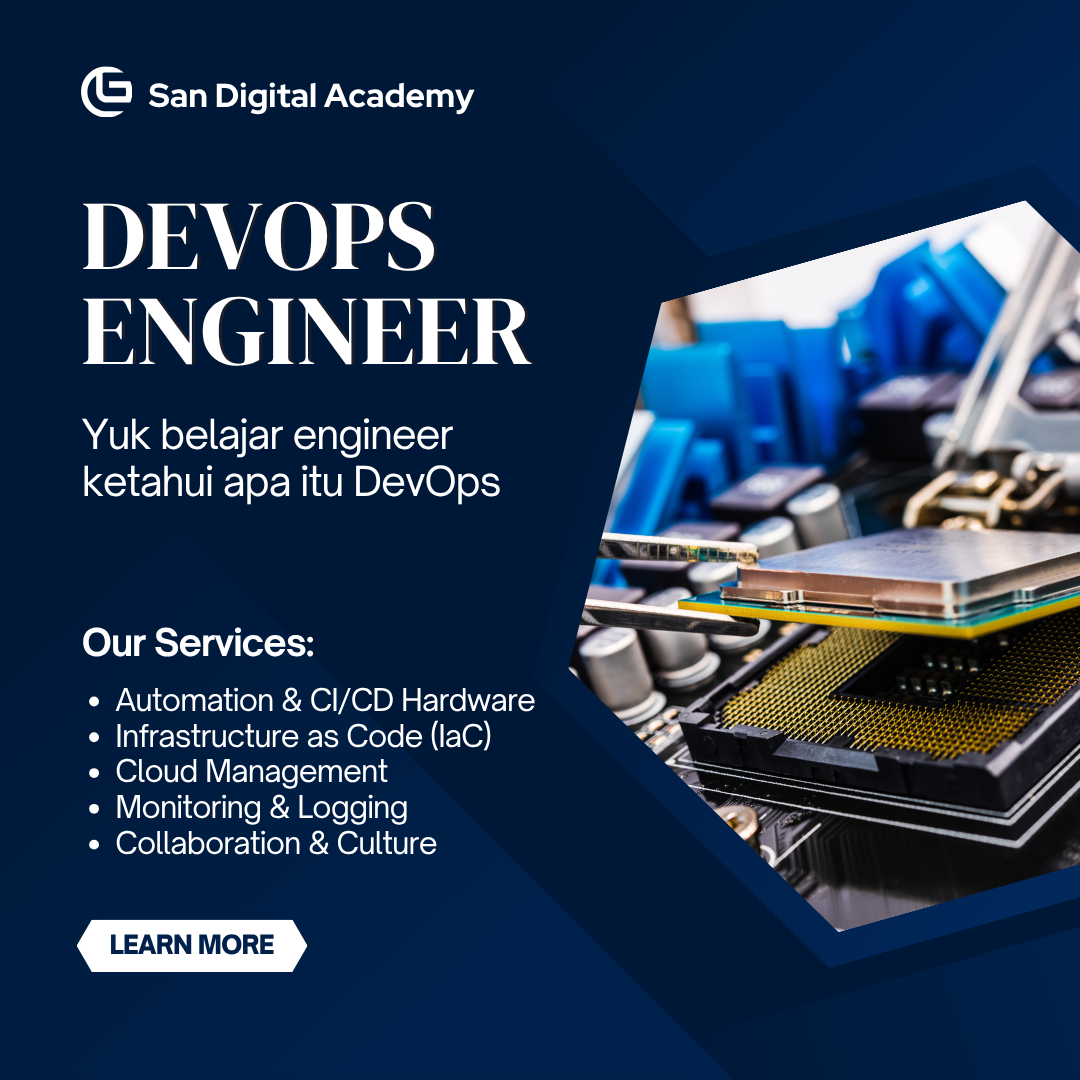 San Digital Academy
DEVOPS
ENGINEER
Yuk belajar engineer
ketahui apa itu DevOps
Our Services:
• Automation & CI/CD Hardware
• Infrastructure as Code (IaC)
• Cloud Management
• Monitoring & Logging
• Collaboration & Culture
LEARN MORE